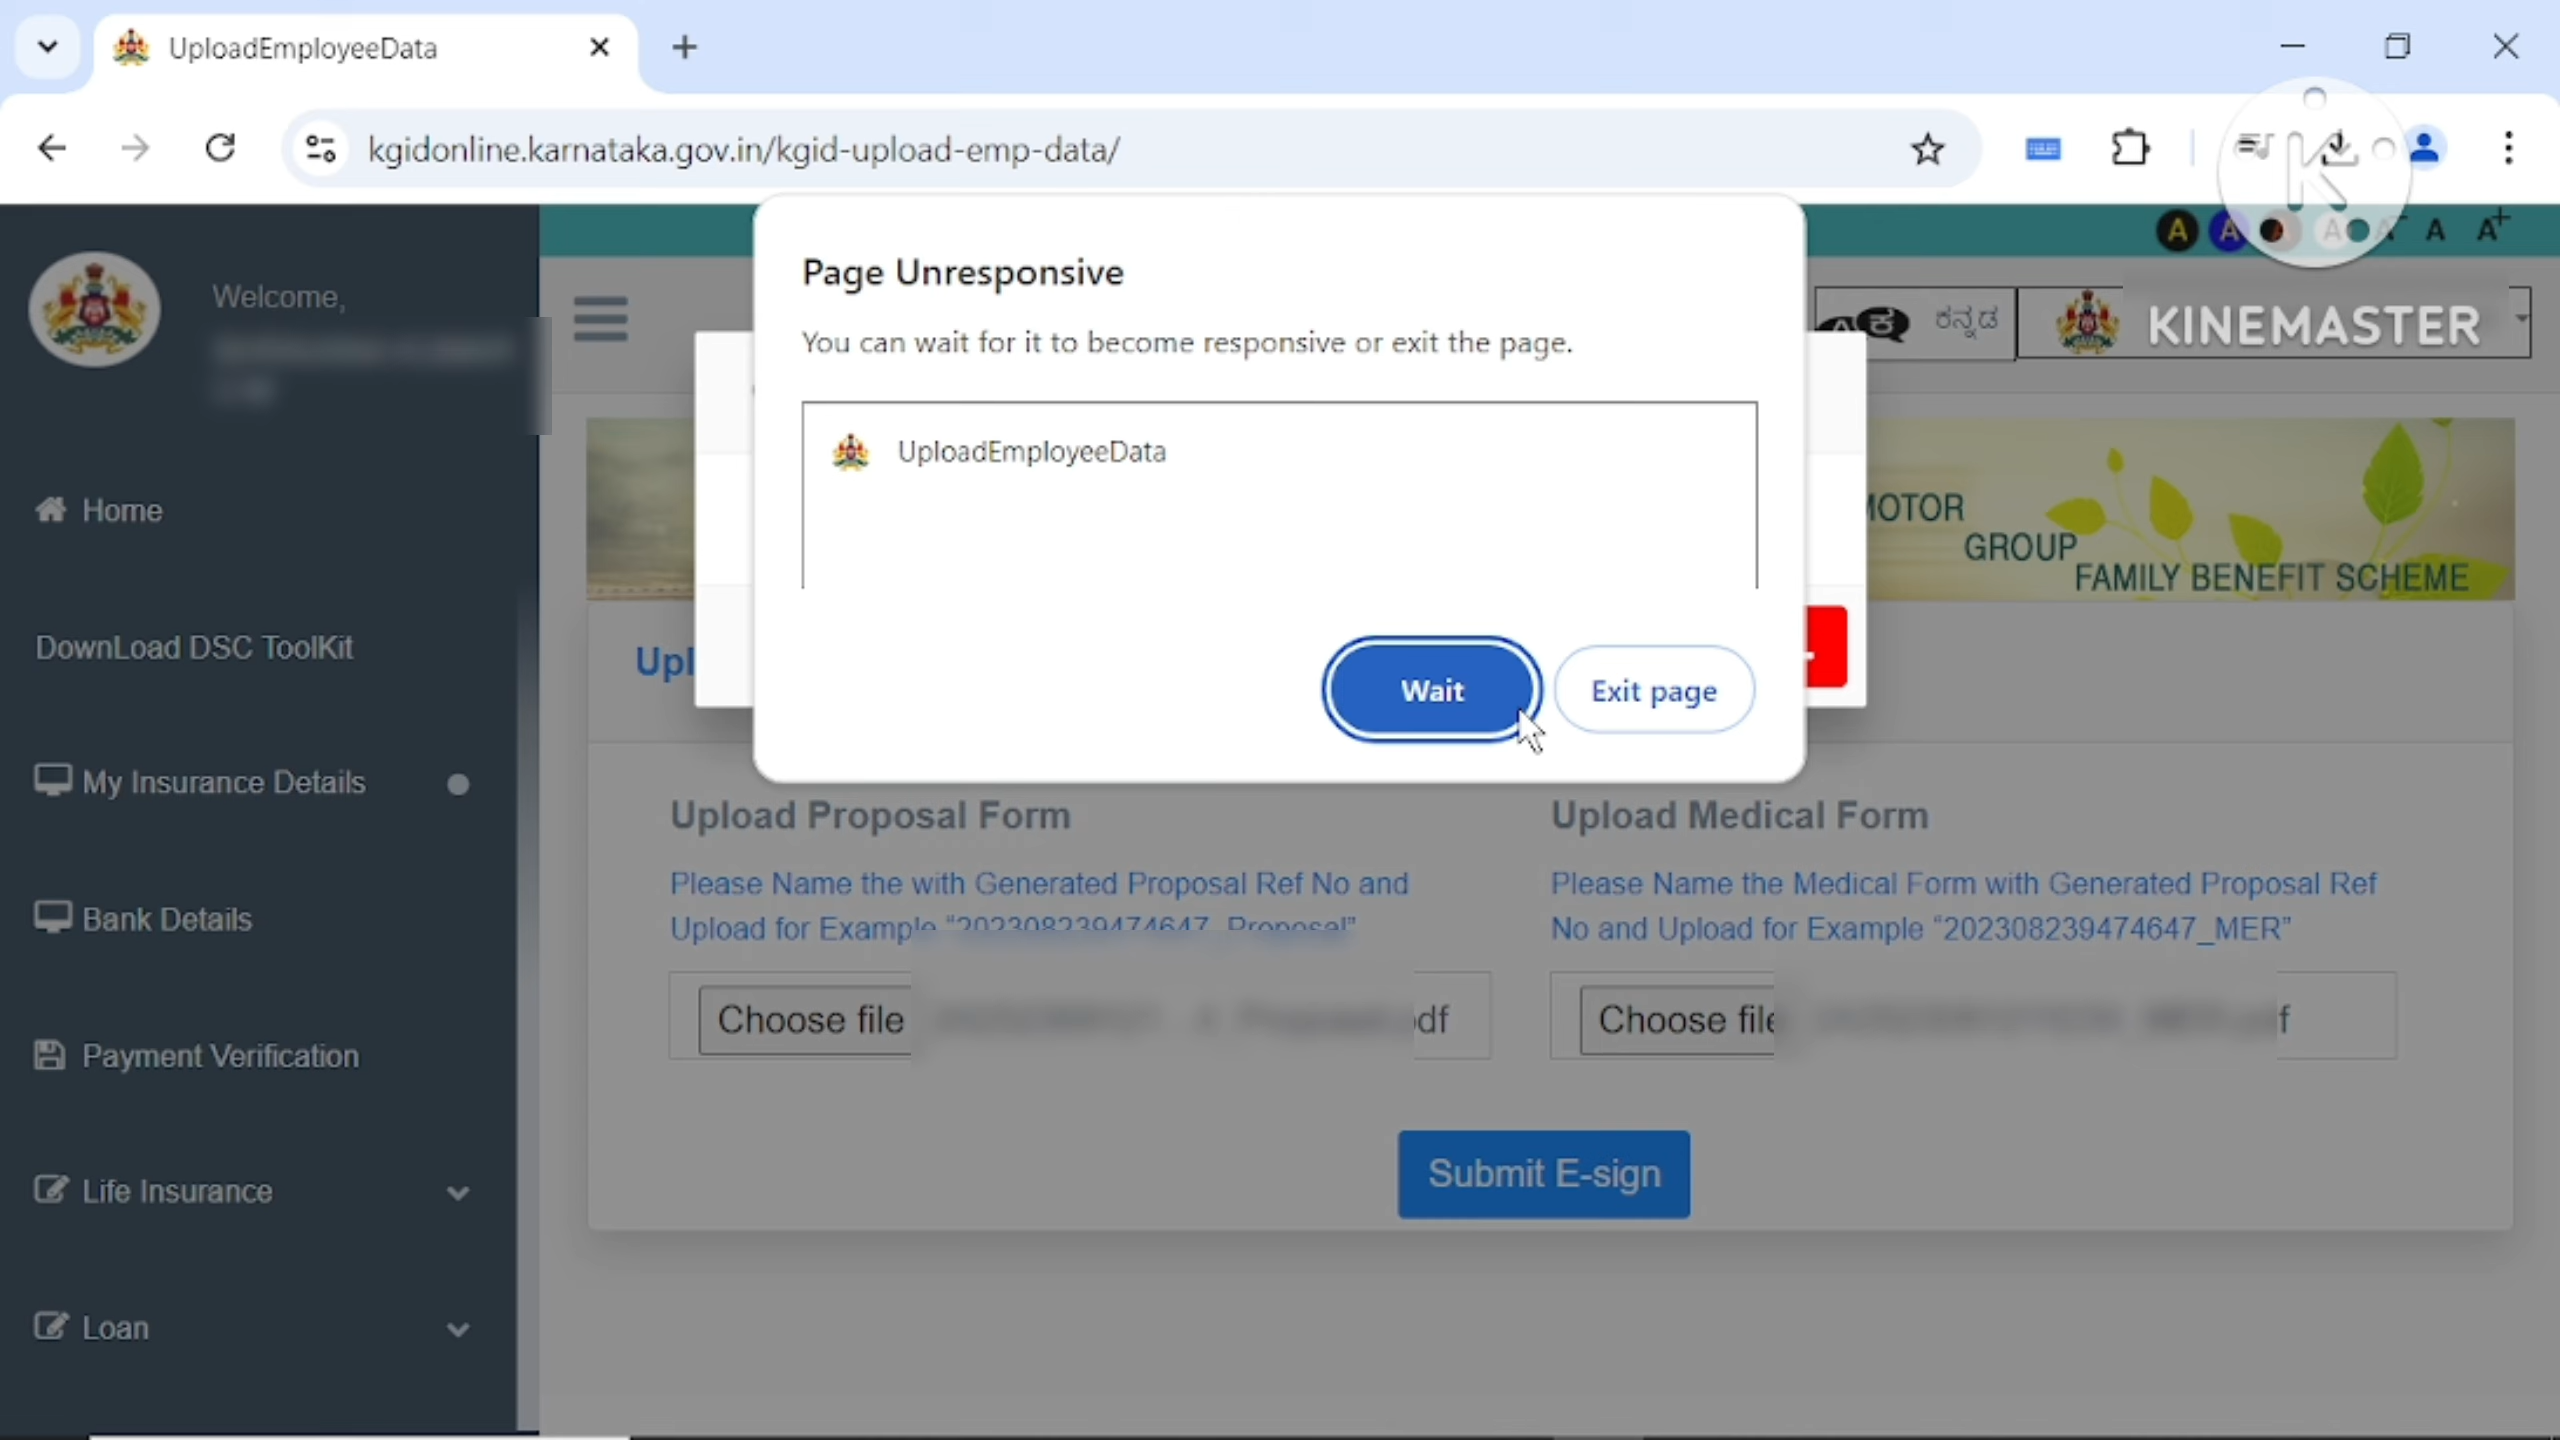 UploadEmployeeData
kgidonline.karnataka.gov.in/kgid-upload-emp-data/
A A A A A⁻ A A⁺
Welcome,
ಕನ್ನಡ
KINEMASTER
Page Unresponsive
You can wait for it to become responsive or exit the page.
UploadEmployeeData
Wait
Exit page
Home
DownLoad DSC ToolKit
My Insurance Details
Bank Details
Payment Verification
Life Insurance
Loan
MOTOR
GROUP
FAMILY BENEFIT SCHEME
Upl
Upload Proposal Form
Please Name the with Generated Proposal Ref No and
Upload for Example “202308239474647_Proposal”
Choose file
pdf
Upload Medical Form
Please Name the Medical Form with Generated Proposal Ref
No and Upload for Example “202308239474647_MER”
Choose file
f
Submit E-sign